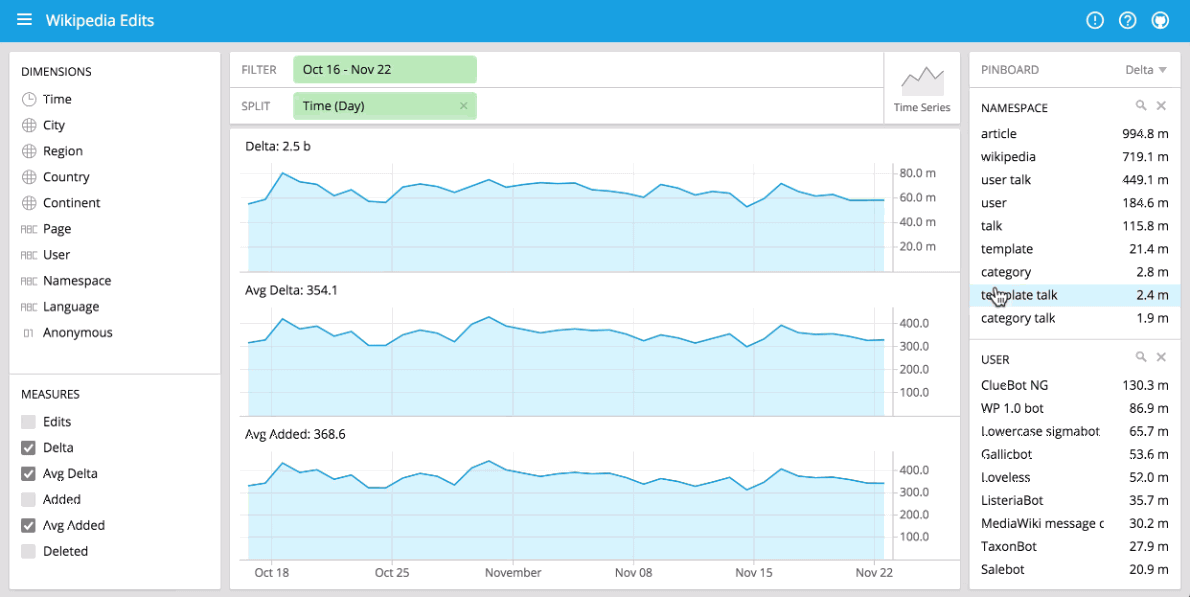 Wikipedia Edits
DIMENSIONS
Time
City
Region
Country
Continent
ABC Page
ABC User
ABC Namespace
ABC Language
01 Anonymous
MEASURES
Edits
Delta
Avg Delta
Added
Avg Added
Deleted
FILTER Oct 16 - Nov 22
SPLIT Time (Day) ×
Time Series
Delta: 2.5 b
80.0 m
60.0 m
40.0 m
20.0 m
Avg Delta: 354.1
400.0
300.0
200.0
100.0
Avg Added: 368.6
400.0
300.0
200.0
100.0
Oct 18 Oct 25 November Nov 08 Nov 15 Nov 22
PINBOARD Delta
NAMESPACE
article 994.8 m
wikipedia 719.1 m
user talk 449.1 m
user 184.6 m
talk 115.8 m
template 21.4 m
category 2.8 m
template talk 2.4 m
category talk 1.9 m
USER
ClueBot NG 130.3 m
WP 1.0 bot 86.9 m
Lowercase sigmabot 65.7 m
Gallicbot 53.6 m
Loveless 52.0 m
ListeriaBot 35.7 m
MediaWiki message 30.2 m
TaxonBot 27.9 m
Salebot 20.9 m